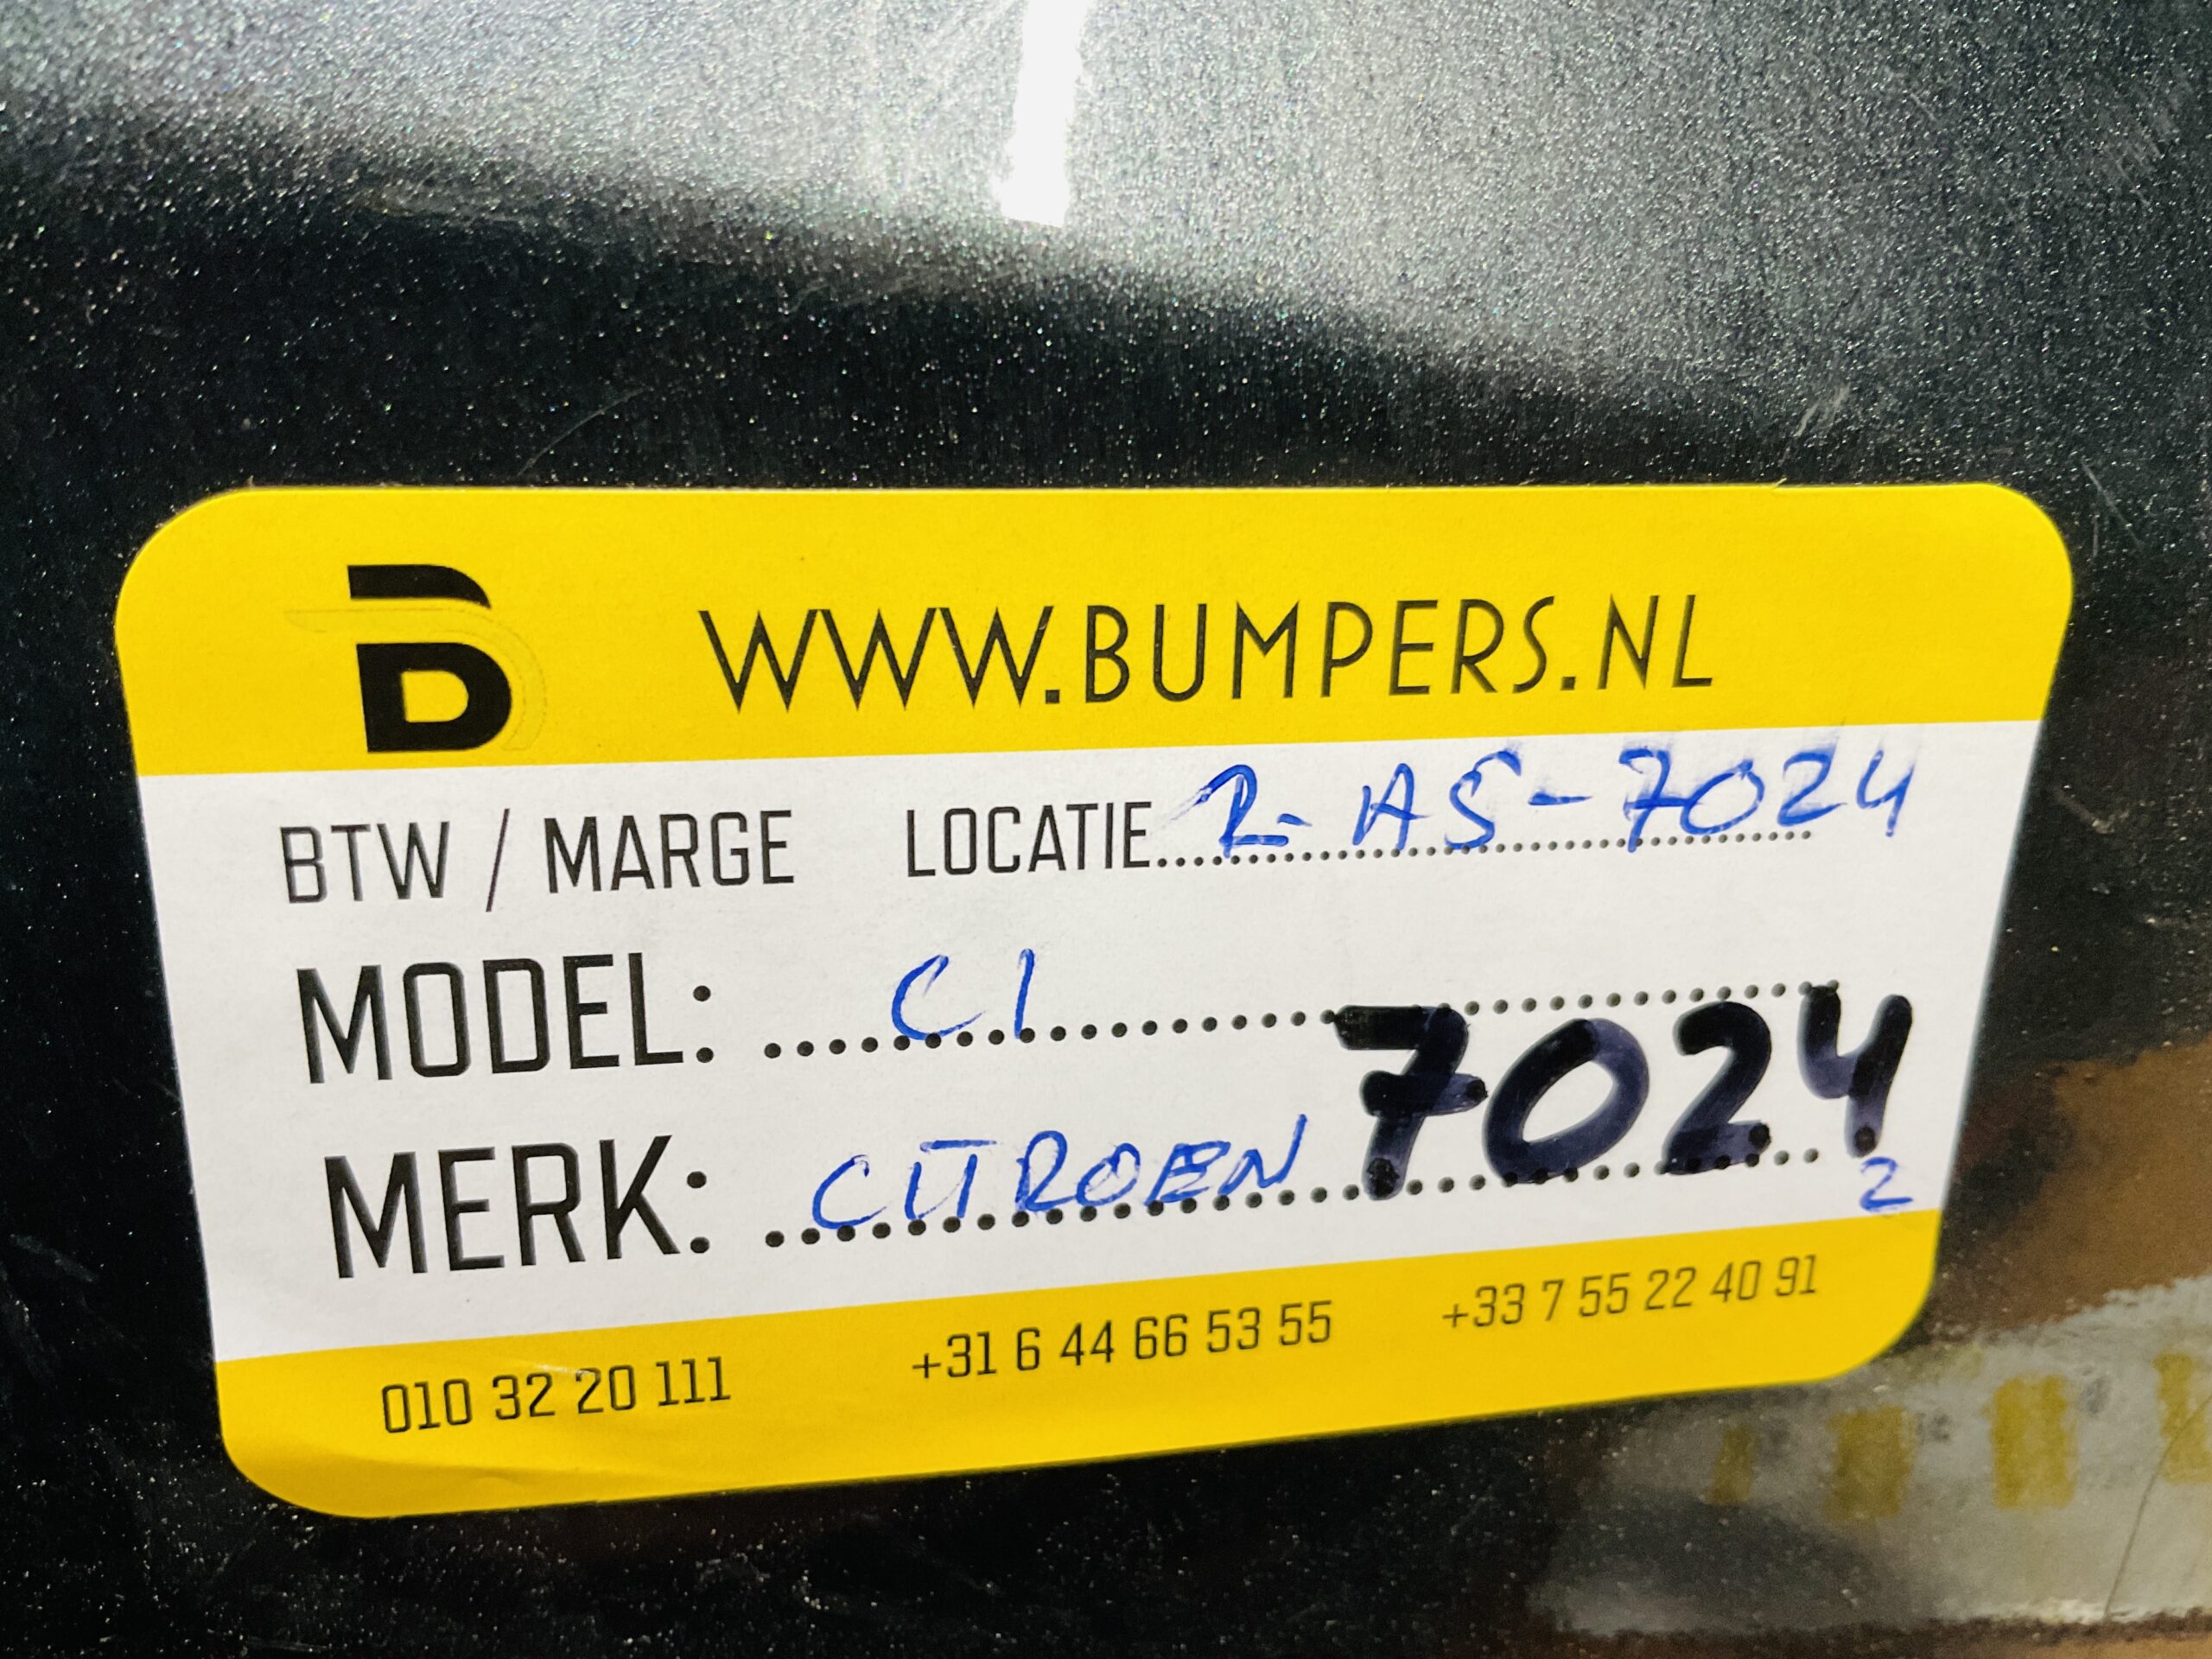 B WWW.BUMPERS.NL
BTW / MARGE LOCATIE 2-AS-7024
MODEL: C1
7024
MERK: CITROEN
2
010 32 20 111 +31 6 44 66 53 55 +33 7 55 22 40 91